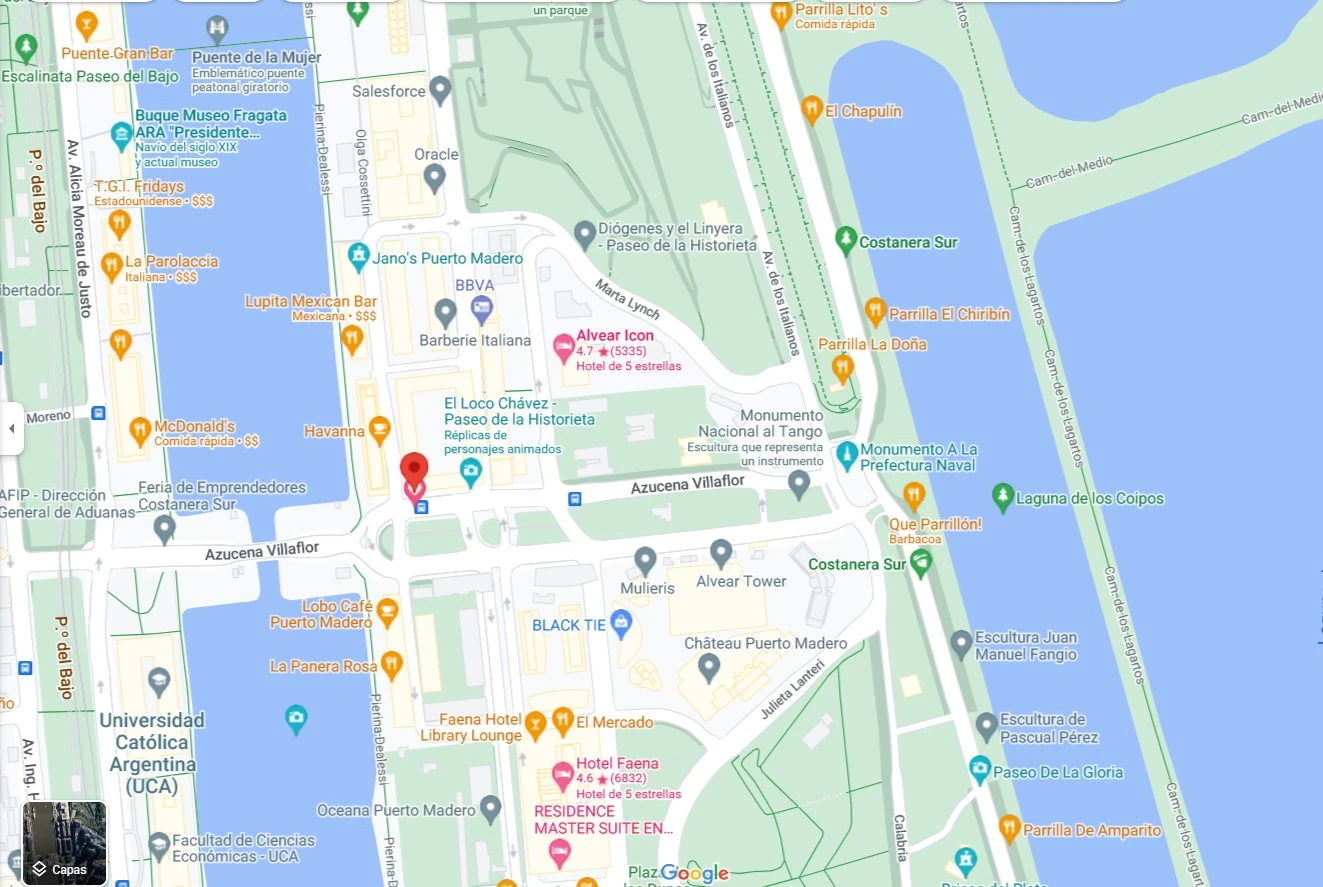 un parque
Parrilla Lito's
Comida rápida
Puente Gran Bar
Puente de la Mujer
Emblemático puente
peatonal giratorio
Escalinata Paseo del Bajo
Salesforce
Av. de los Italianos
El Chapulín
Cam.-del-Medio
Cam.-del-Medio
Pierina-Dealessi
Olga Cossettini
Buque Museo Fragata
ARA "Presidente...
Navío del siglo XIX
y actual museo
P.º del Bajo
Av. Alicia Moreau de Justo
Oracle
T.G.I. Fridays
Estadounidense • $$$
Diógenes y el Linyera
- Paseo de la Historieta
Costanera Sur
Cam.-de-los-Lagartos
La Parolaccia
Italiana • $$$
Jano's Puerto Madero
Av. de los Italianos
ibertador
BBVA
Marta Lynch
Lupita Mexican Bar
Mexicana • $$$
Barberie Italiana
Parrilla El Chiribín
Alvear Icon
4.7 ★ (5335)
Hotel de 5 estrellas
Parrilla La Doña
Cam.-de-los-Lagartos
El Loco Chávez -
Paseo de la Historieta
Réplicas de
personajes animados
Moreno
McDonald's
Comida rápida • $$
Havanna
Monumento
Nacional al Tango
Escultura que representa
un instrumento
Monumento A La
Prefectura Naval
AFIP - Dirección
General de Aduanas
Feria de Emprendedores
Costanera Sur
Azucena Villaflor
Laguna de los Coipos
Que Parrillón!
Barbacoa
Azucena Villaflor
Costanera Sur
Mulieris
Alvear Tower
Cam.-de-los-Lagartos
Lobo Café
Puerto Madero
BLACK TIE
P.º del Bajo
La Panera Rosa
Château Puerto Madero
Escultura Juan
Manuel Fangio
Julieta Lanteri
Pierina-Dealessi
Universidad
Católica
Argentina
(UCA)
Faena Hotel
Library Lounge
El Mercado
Escultura de
Pascual Pérez
Av. Ing. H
Hotel Faena
4.6 ★ (6832)
Hotel de 5 estrellas
Paseo De La Gloria
Oceana Puerto Madero
RESIDENCE
MASTER SUITE EN...
Calabria
Parrilla De Amparito
Cam.-de-los-Lagart
Facultad de Ciencias
Económicas - UCA
Pierina-D
Capas
Plaza
Google